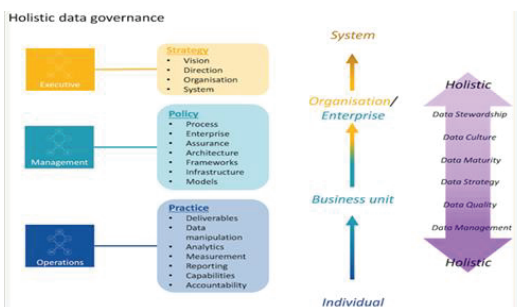 Holistic data governance
Executive
Strategy
• Vision
• Direction
• Organisation
• System
Management
Policy
• Process
• Enterprise
• Assurance
• Architecture
• Frameworks
• Infrastructure
• Models
Operations
Practice
• Deliverables
• Data
manipulation
• Analytics
• Measurement
• Reporting
• Capabilities
• Accountability
System
Organisation/
Enterprise
Business unit
Individual
Holistic
Data Stewardship
Data Culture
Data Maturity
Data Strategy
Data Quality
Data Management
Holistic